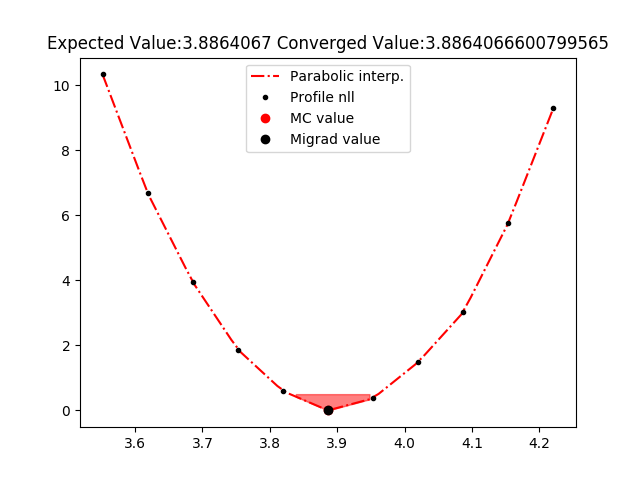 Expected Value:3.8864067 Converged Value:3.8864066600799565
Parabolic interp.
Profile nll
MC value
Migrad value
10
8
6
4
2
0
3.6 3.7 3.8 3.9 4.0 4.1 4.2